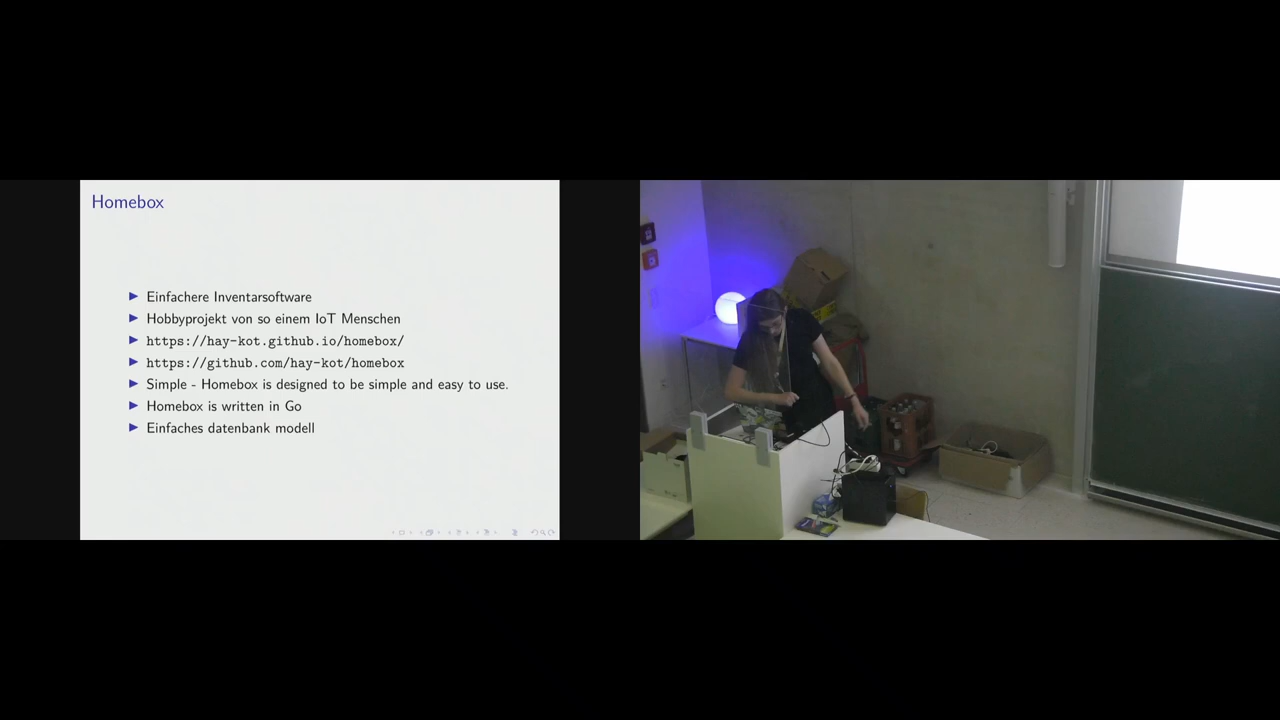 Homebox
Einfachere Inventarsoftware
Hobbyprojekt von so einem IoT Menschen
https://hay-kot.github.io/homebox/
https://github.com/hay-kot/homebox
Simple - Homebox is designed to be simple and easy to use.
Homebox is written in Go
Einfaches datenbank modell